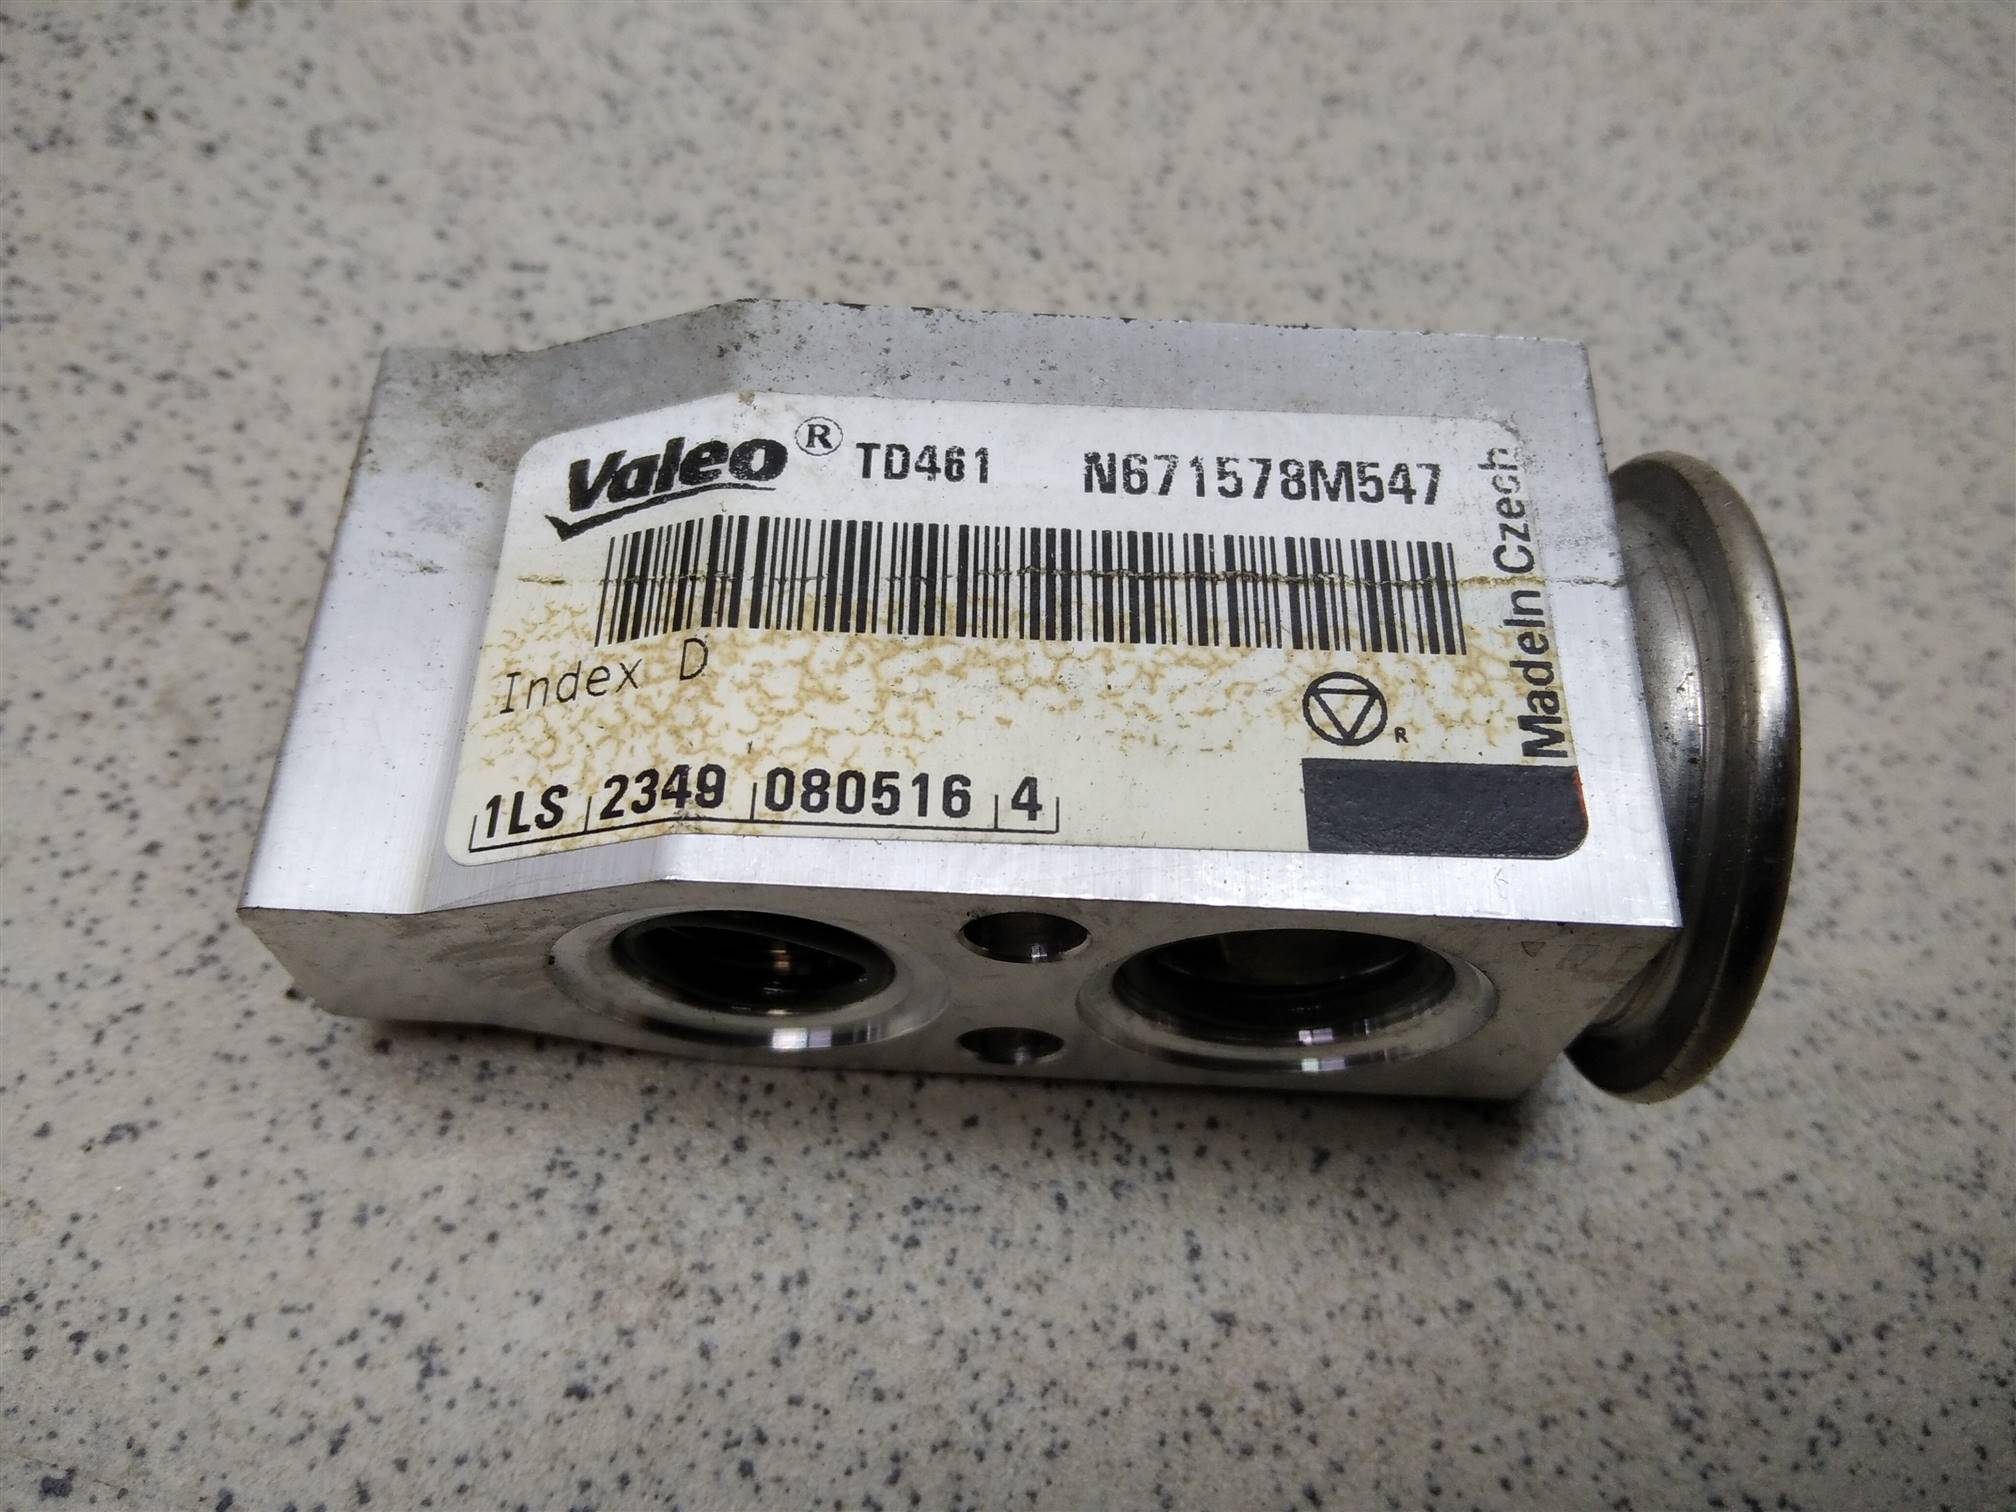 Valeo® TD461 N671578M547
Index D
R
1LS 2349 080516 4
MadeIn Czech